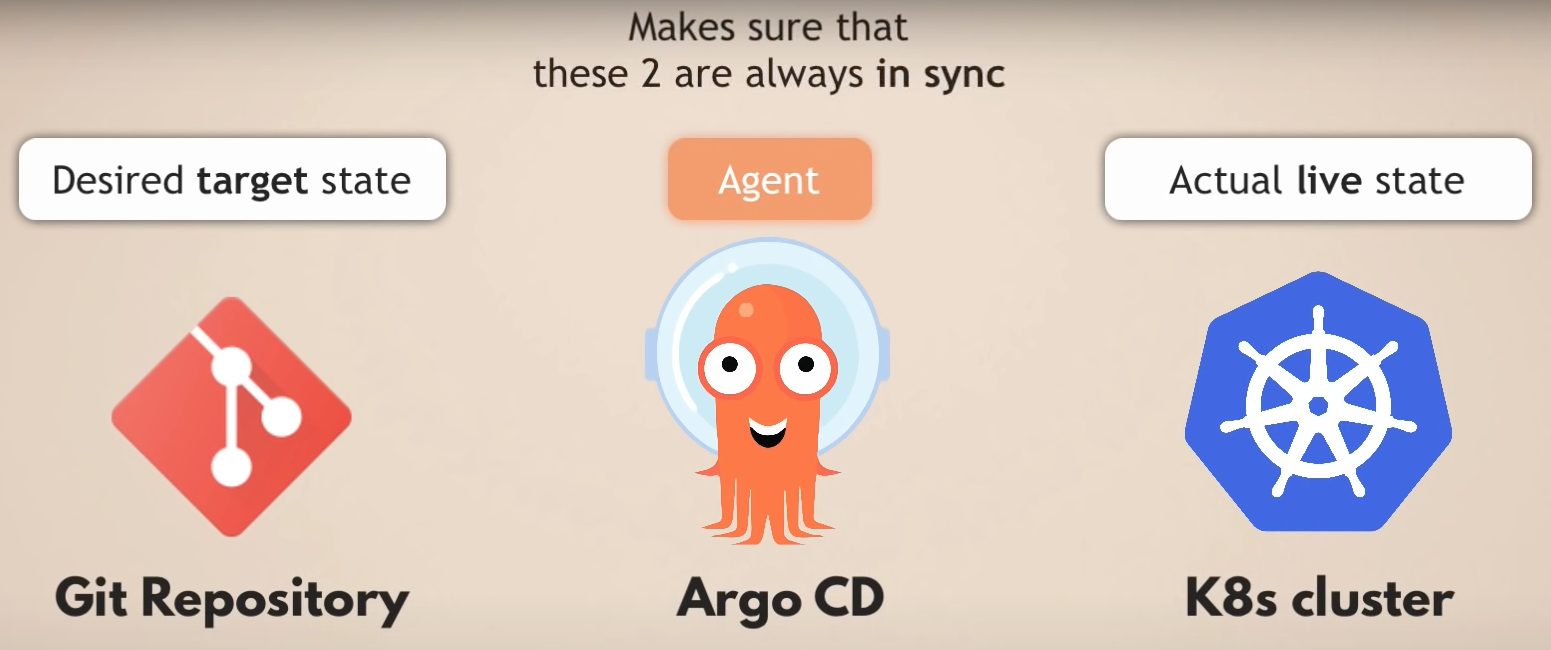 Makes sure that
these 2 are always in sync
Desired target state
Agent
Actual live state
Git Repository
Argo CD
K8s cluster